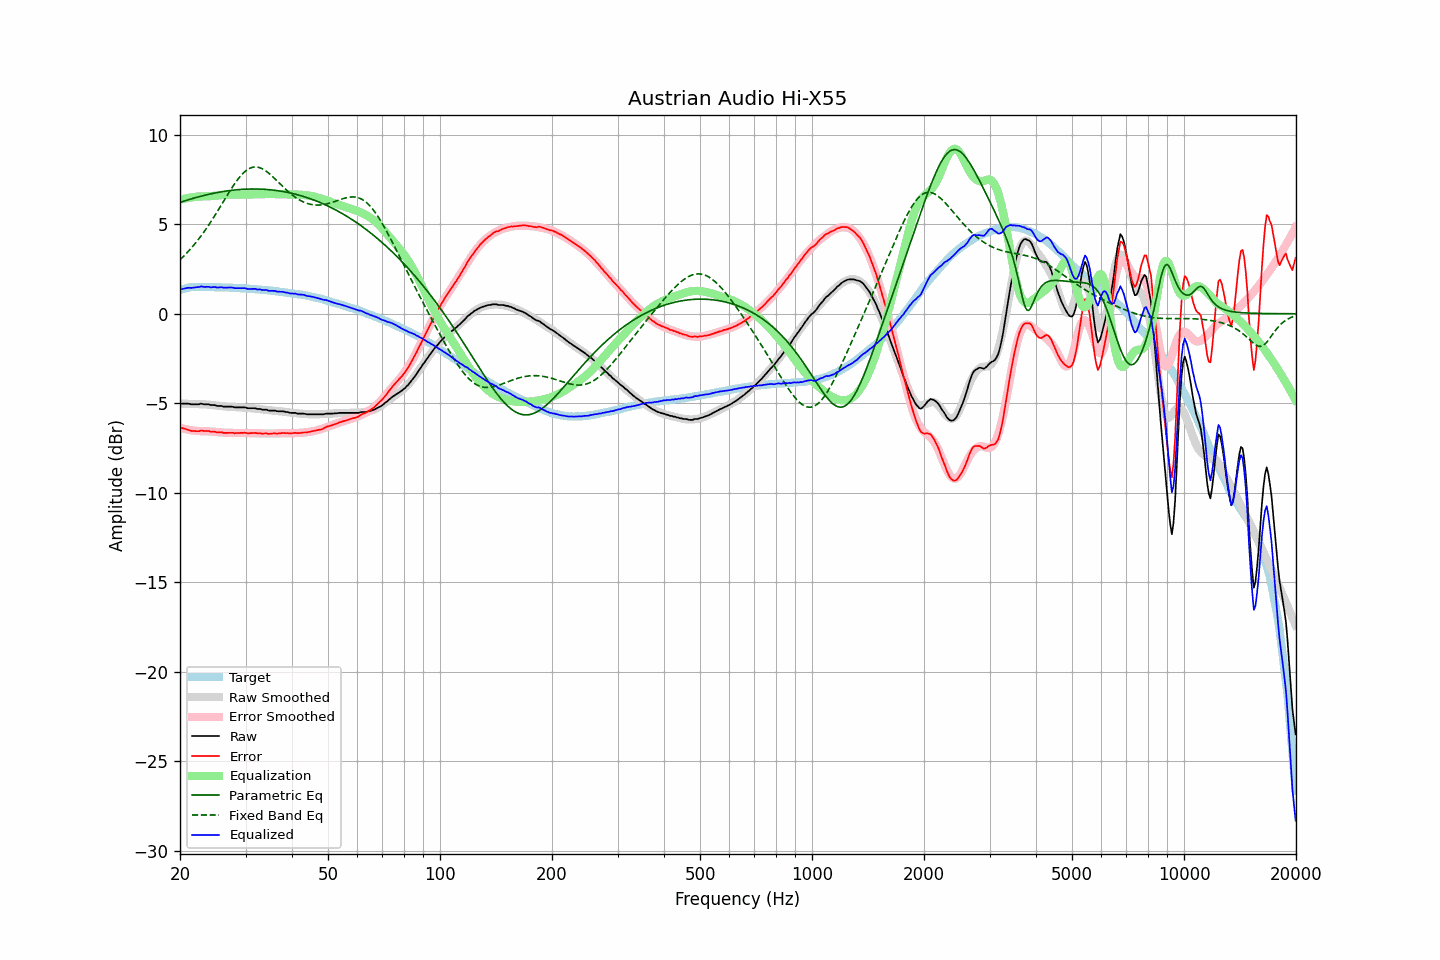 Austrian Audio Hi-X55
Amplitude (dBr)
10
5
0
−5
−10
−15
−20
−25
−30
Target
Raw Smoothed
Error Smoothed
Raw
Error
Equalization
Parametric Eq
Fixed Band Eq
Equalized
20 50 100 200 500 1000 2000 5000 10000 20000
Frequency (Hz)